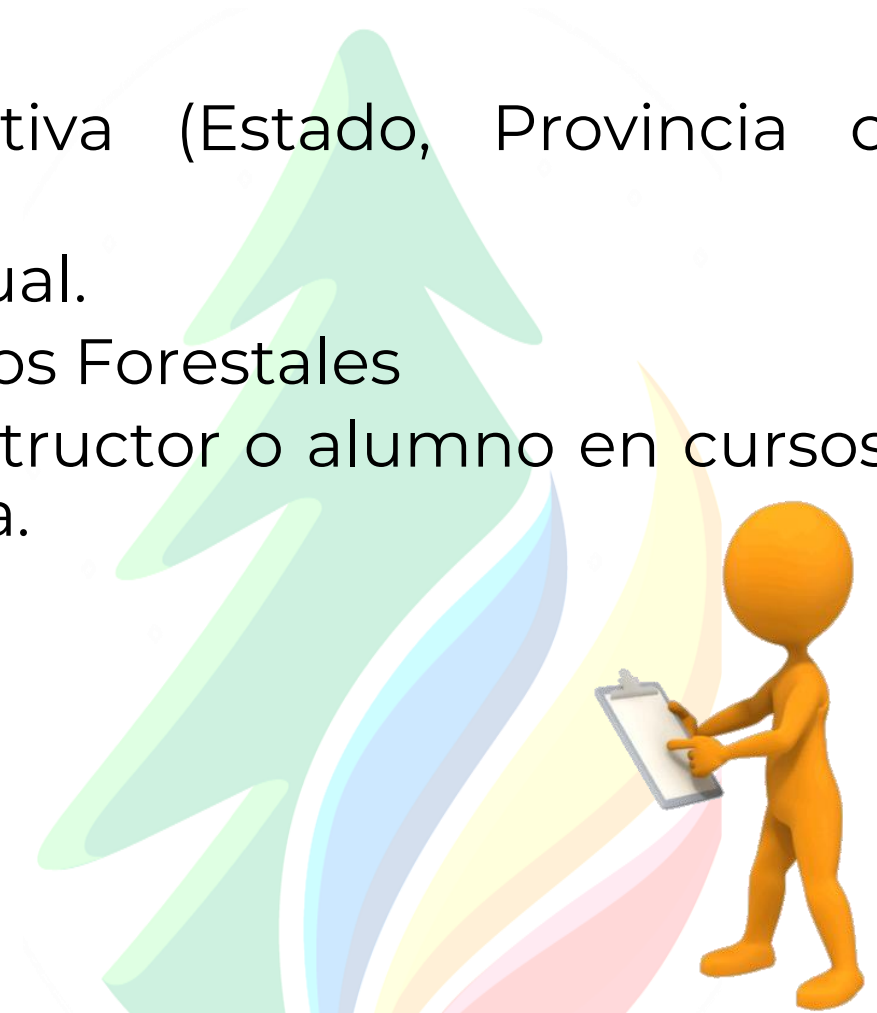 tiva (Estado, Provincia o
ual.
os Forestales
tructor o alumno en cursos
a.